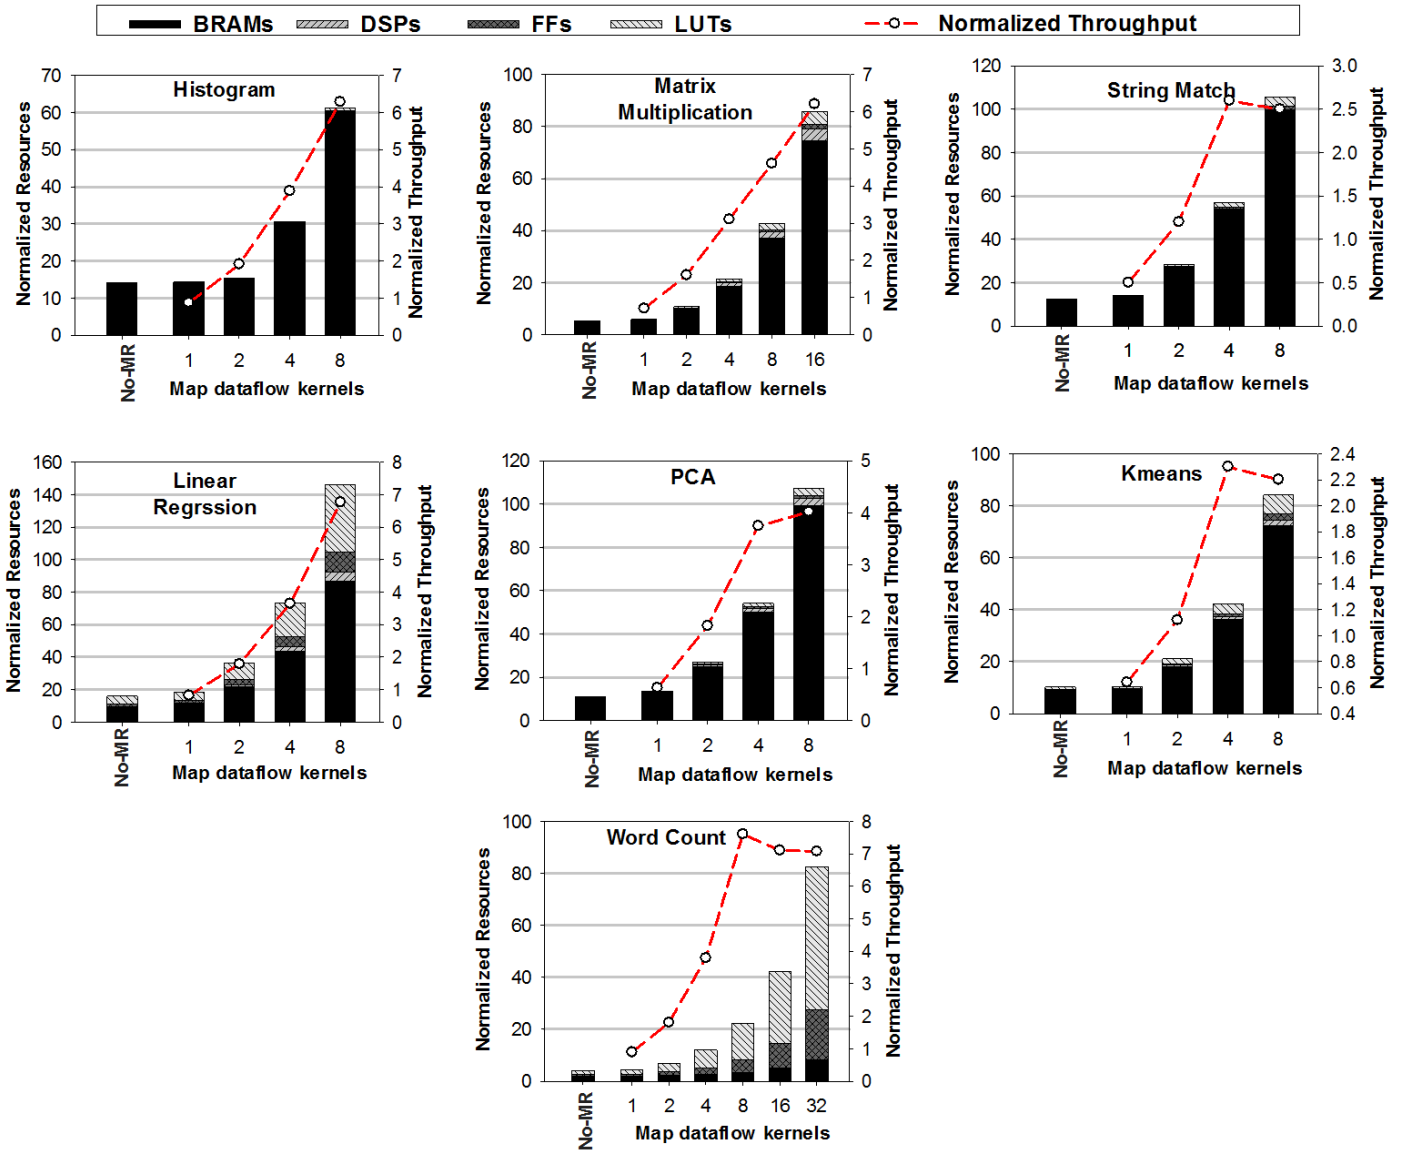 BRAMs DSPs FFs LUTs Normalized Throughput
Histogram
Normalized Resources
70
60
50
40
30
20
10
0
7
6
5
4
3
2
1
0
Normalized Throughput
No-MR 1 2 4 8
Map dataflow kernels
Matrix
Multiplication
Normalized Resources
100
80
60
40
20
0
7
6
5
4
3
2
1
0
Normalized Throughput
No-MR 1 2 4 8 16
Map dataflow kernels
String Match
Normalized Resources
120
100
80
60
40
20
0
3.0
2.5
2.0
1.5
1.0
0.5
0.0
Normalized Throughput
No-MR 1 2 4 8
Map dataflow kernels
Linear
Regrssion
Normalized Resources
160
140
120
100
80
60
40
20
0
8
7
6
5
4
3
2
1
0
Normalized Throughput
No-MR 1 2 4 8
Map dataflow kernels
PCA
Normalized Resources
120
100
80
60
40
20
0
5
4
3
2
1
0
Normalized Throughput
No-MR 1 2 4 8
Map dataflow kernels
Kmeans
Normalized Resources
100
80
60
40
20
0
2.4
2.2
2.0
1.8
1.6
1.4
1.2
1.0
0.8
0.6
0.4
Normalized Throughput
No-MR 1 2 4 8
Map dataflow kernels
Word Count
Normalized Resources
100
80
60
40
20
0
8
7
6
5
4
3
2
1
0
Normalized Throughput
No-MR 1 2 4 8 16 32
Map dataflow kernels